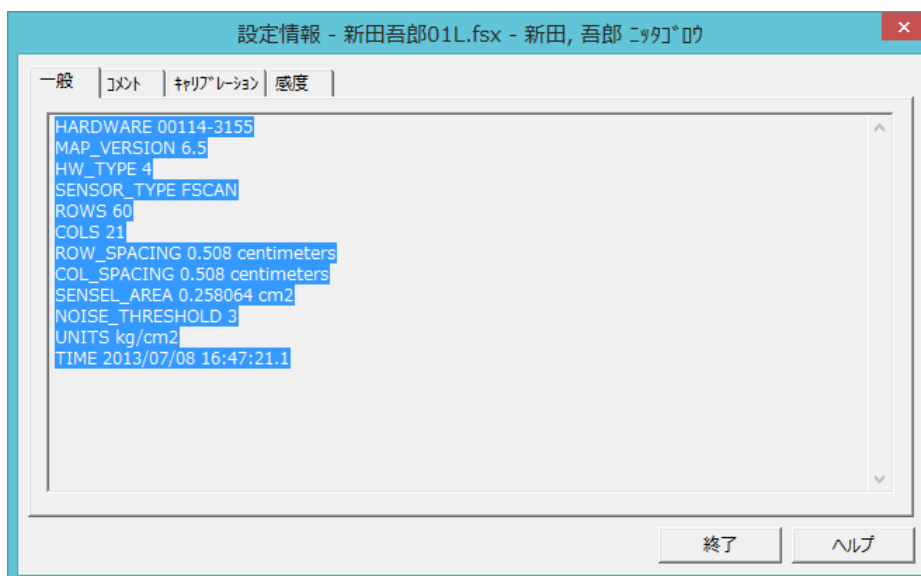 設定情報 - 新田吾郎01L.fsx - 新田, 吾郎 ﾆｯﾀｺﾞﾛｳ
一般 ｺﾒﾝﾄ ｷｬﾘﾌﾞﾚｰｼｮﾝ 感度
HARDWARE 00114-3155
MAP_VERSION 6.5
HW_TYPE 4
SENSOR_TYPE FSCAN
ROWS 60
COLS 21
ROW_SPACING 0.508 centimeters
COL_SPACING 0.508 centimeters
SENSEL_AREA 0.258064 cm2
NOISE_THRESHOLD 3
UNITS kg/cm2
TIME 2013/07/08 16:47:21.1
終了 ヘルプ